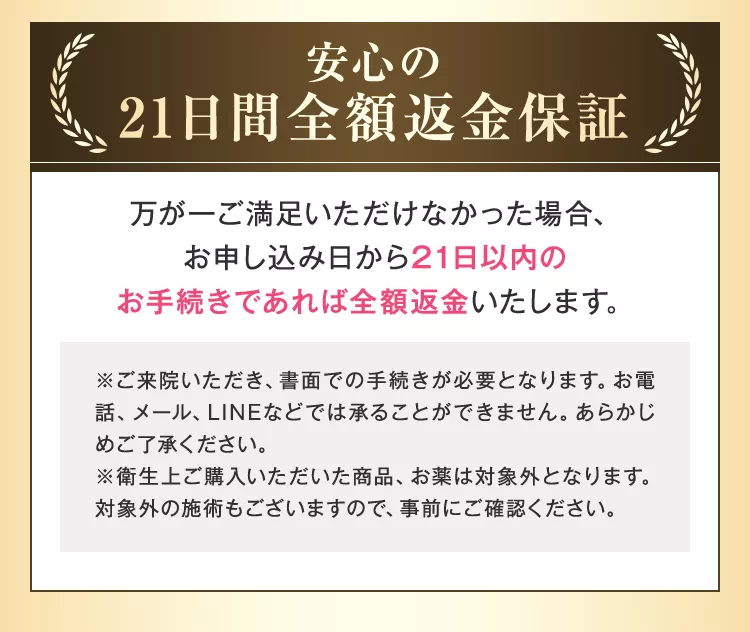 安心の
21日間全額返金保証
万が一ご満足いただけなかった場合、
お申し込み日から21日以内の
お手続きであれば全額返金いたします。
※ご来院いただき、書面での手続きが必要となります。お電
話、メール、LINEなどでは承ることができません。あらかじ
めご了承ください。
※衛生上ご購入いただいた商品、お薬は対象外となります。
対象外の施術もございますので、事前にご確認ください。